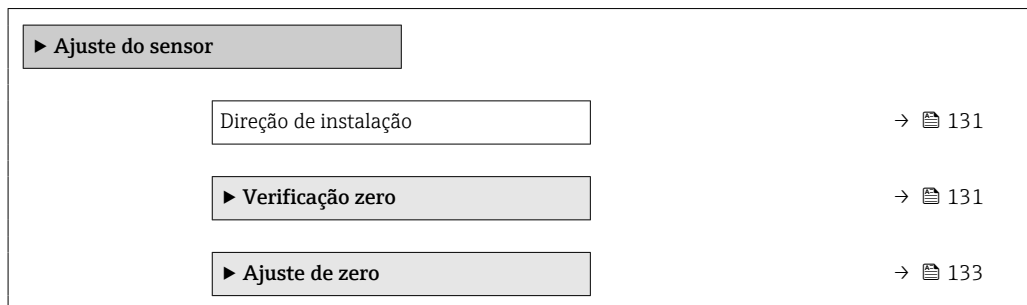 ▶ Ajuste do sensor
Direção de instalação → 131
▶ Verificação zero → 131
▶ Ajuste de zero → 133